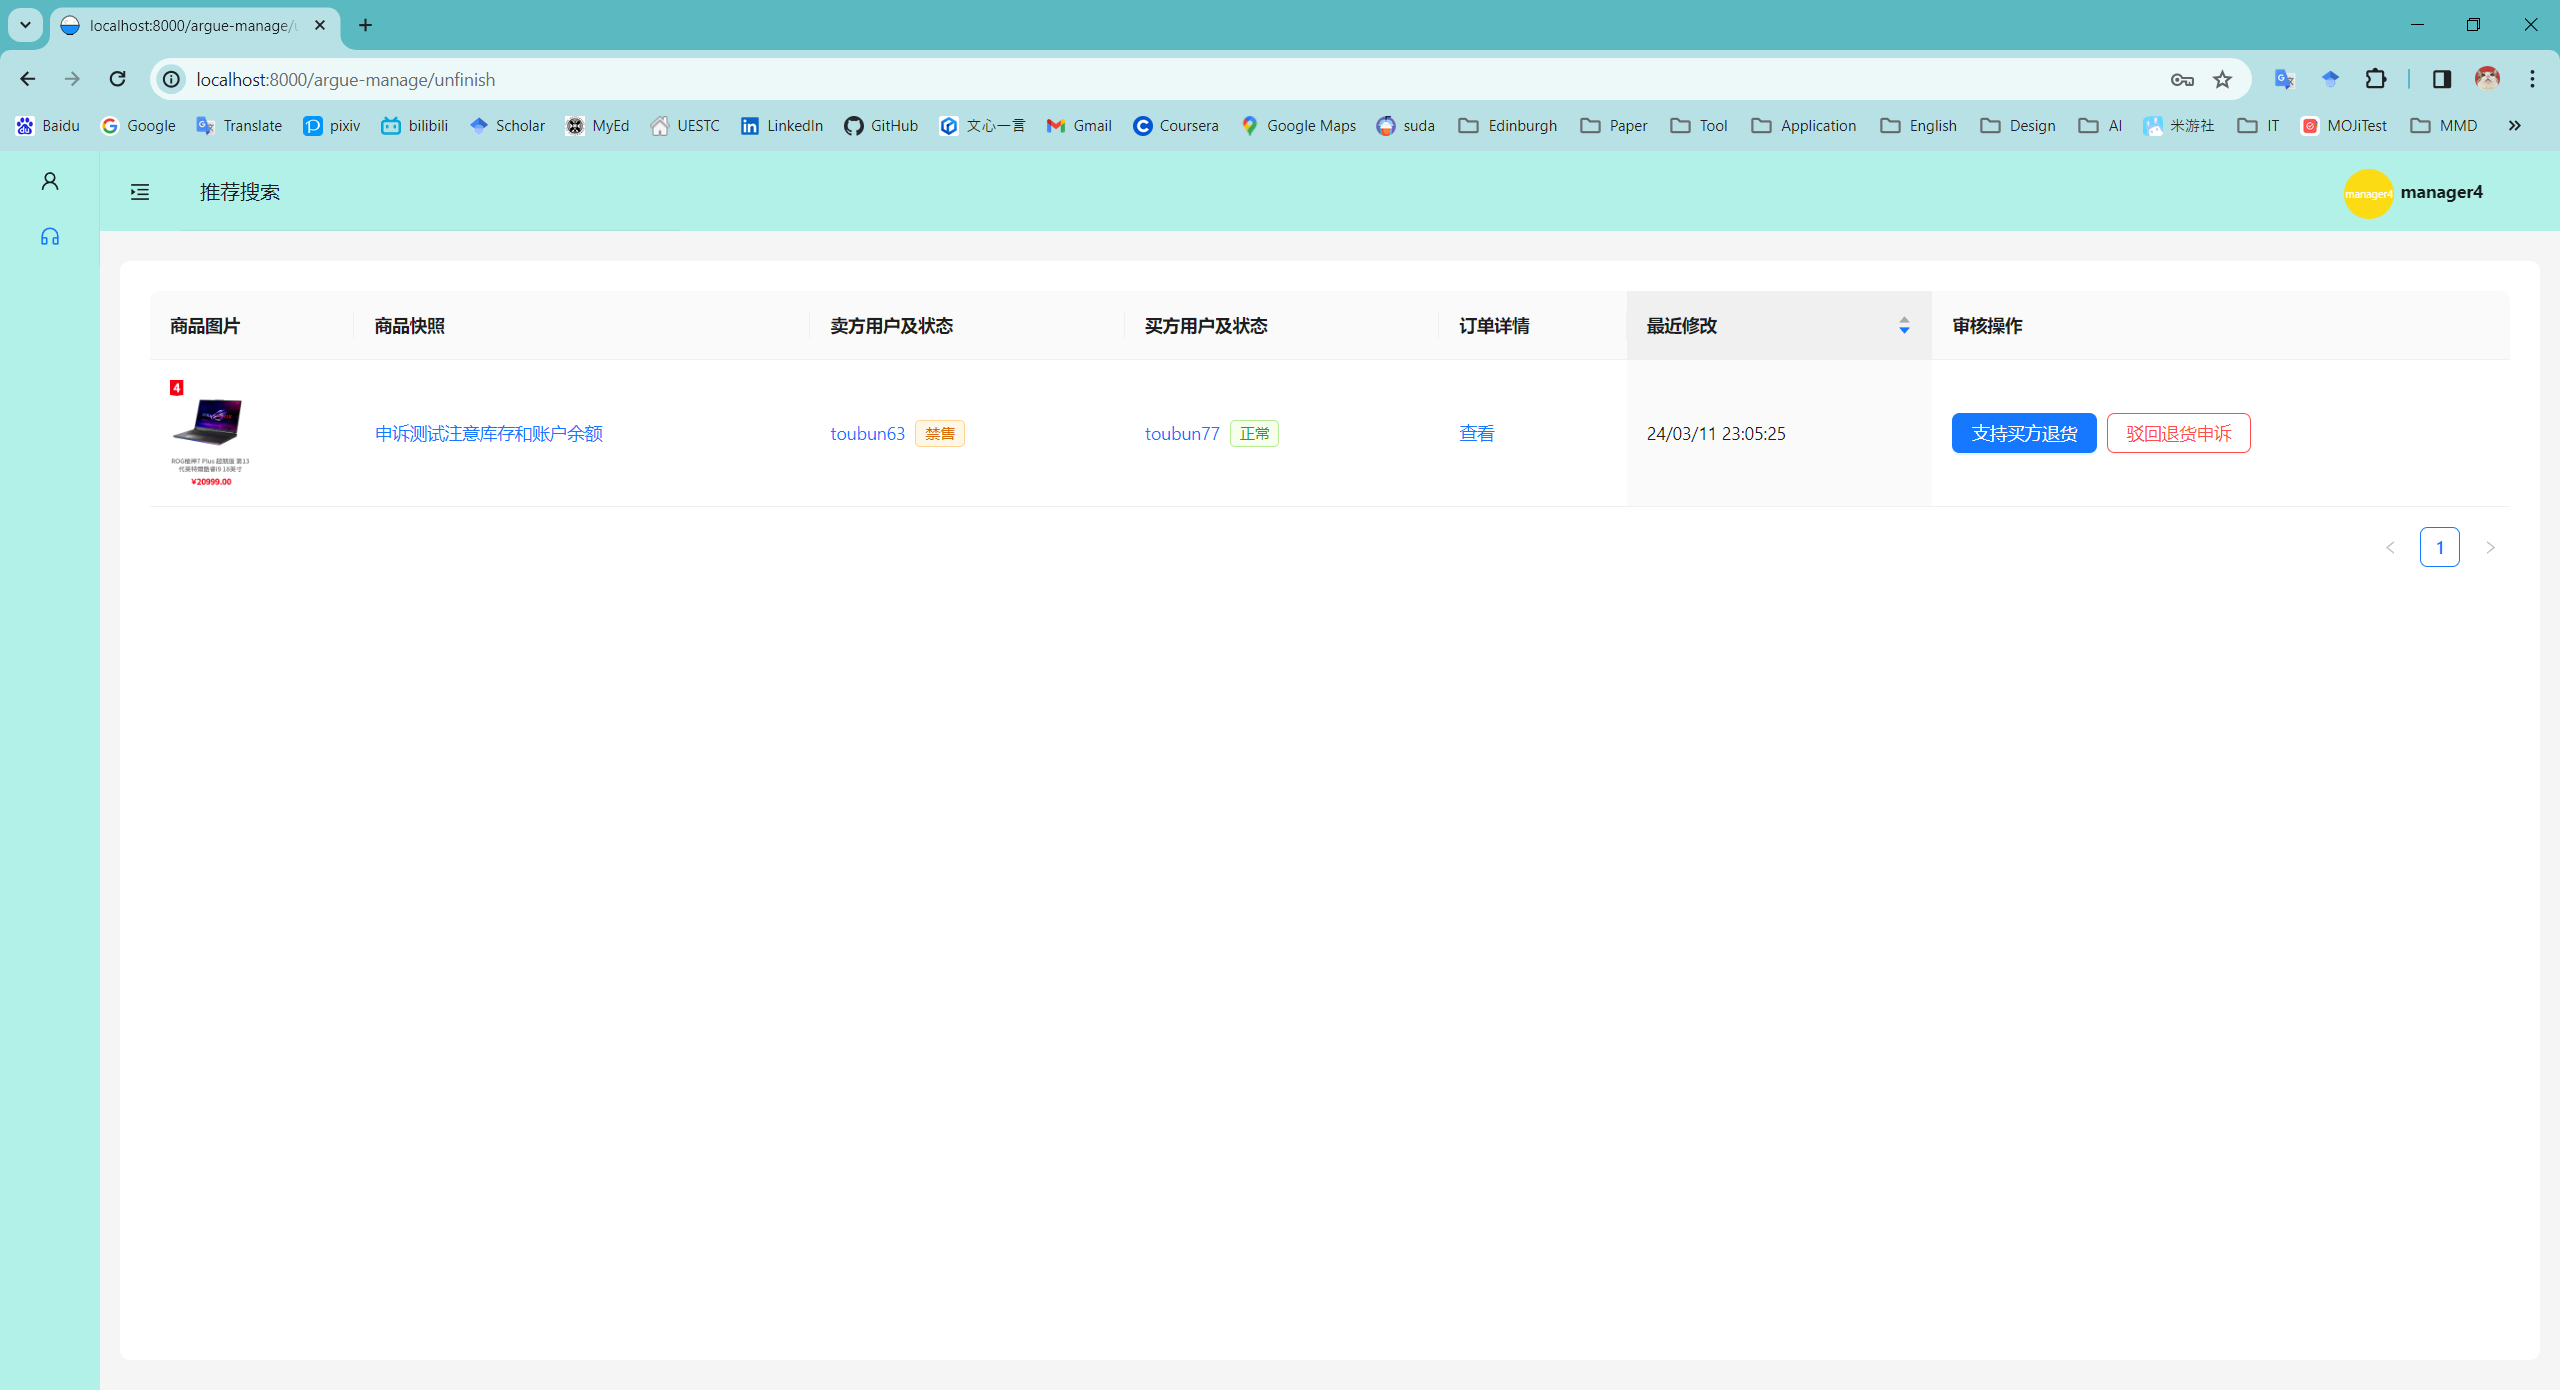 localhost:8000/argue-manage/
localhost:8000/argue-manage/unfinish
Baidu Google Translate pixiv bilibili Scholar MyEd UESTC LinkedIn GitHub 文心一言 Gmail Coursera Google Maps suda Edinburgh Paper Tool Application English Design AI 米游社 IT MOJiTest MMD
推荐搜索 manager4 manager4
商品图片 商品快照 卖方用户及状态 买方用户及状态 订单详情 最近修改 审核操作
4
申诉测试注意库存和账户余额 toubun63 禁售 toubun77 正常 查看 24/03/11 23:05:25 支持买方退货 驳回退货申诉
ROG枪神7 Plus 超竞版 第13
代英特尔酷睿i9 18英寸
¥20999.00
1